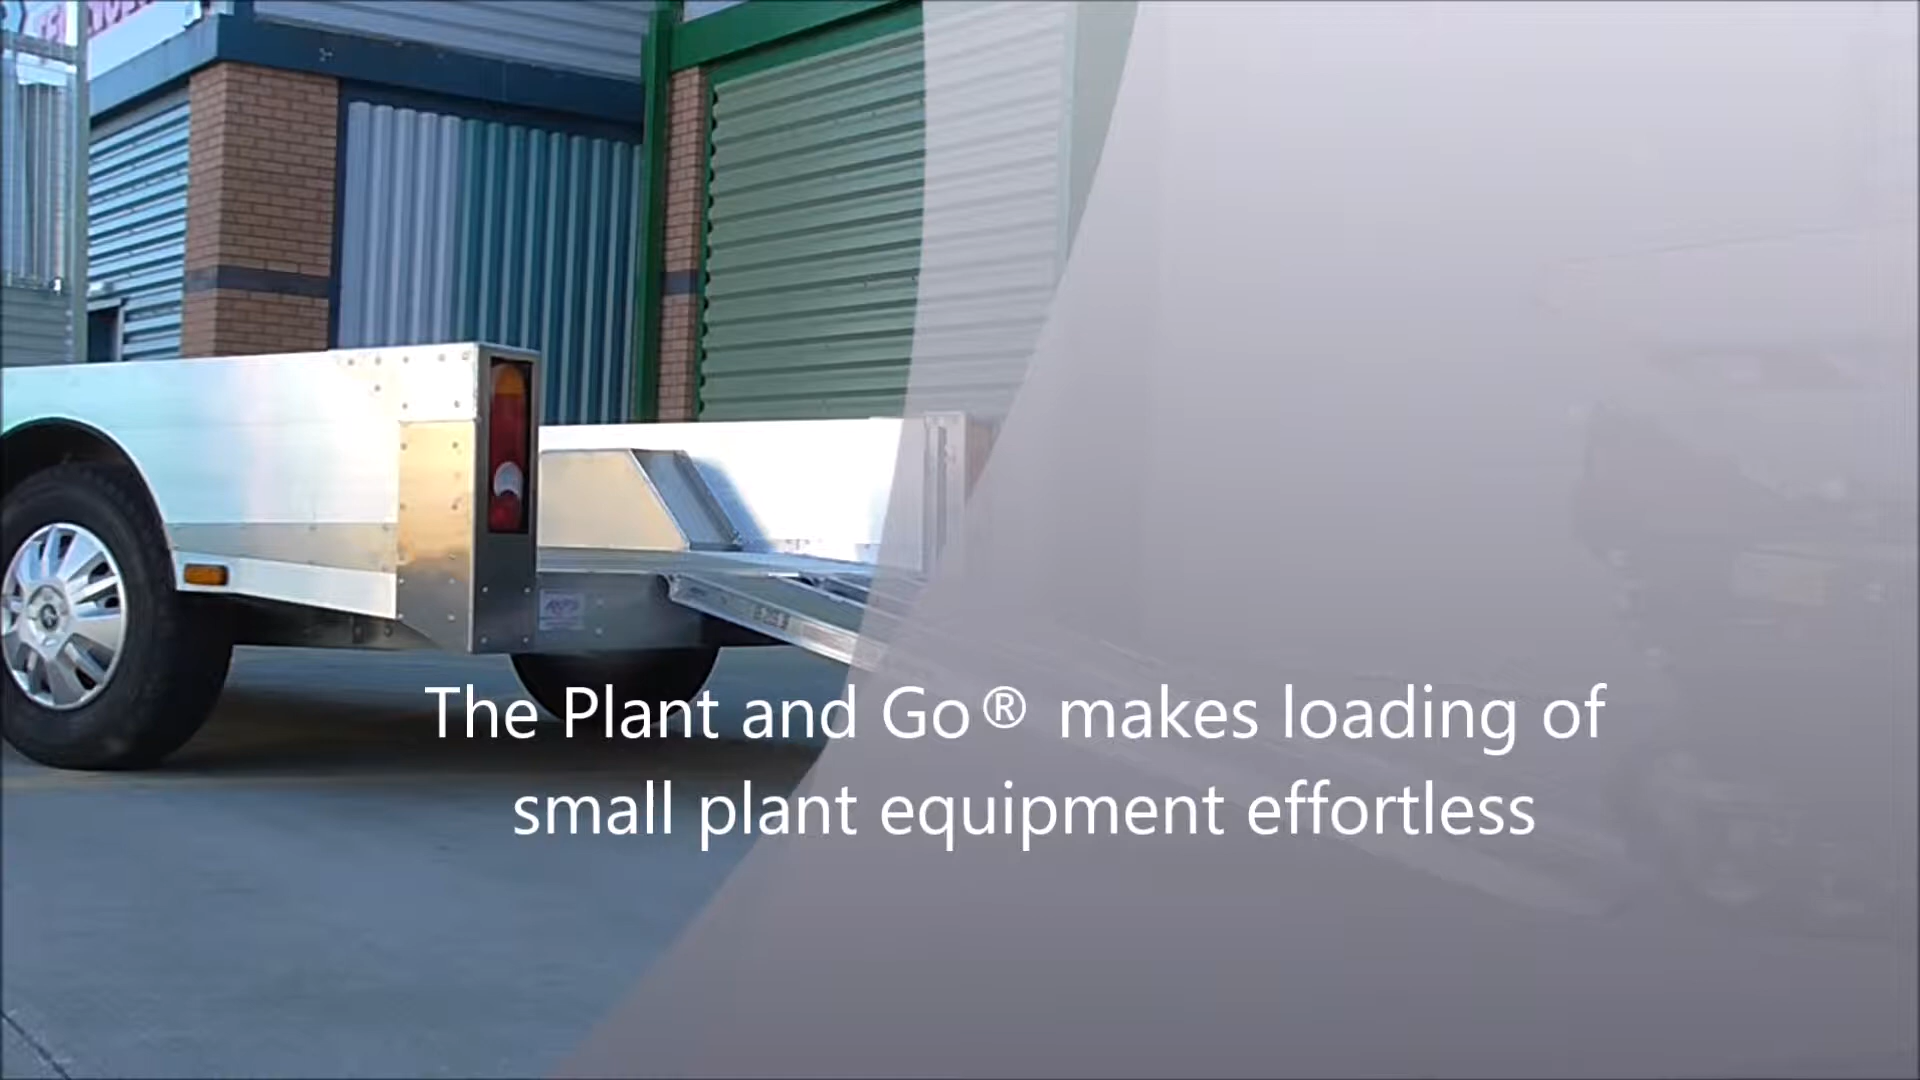 The Plant and Go® makes loading of
small plant equipment effortless